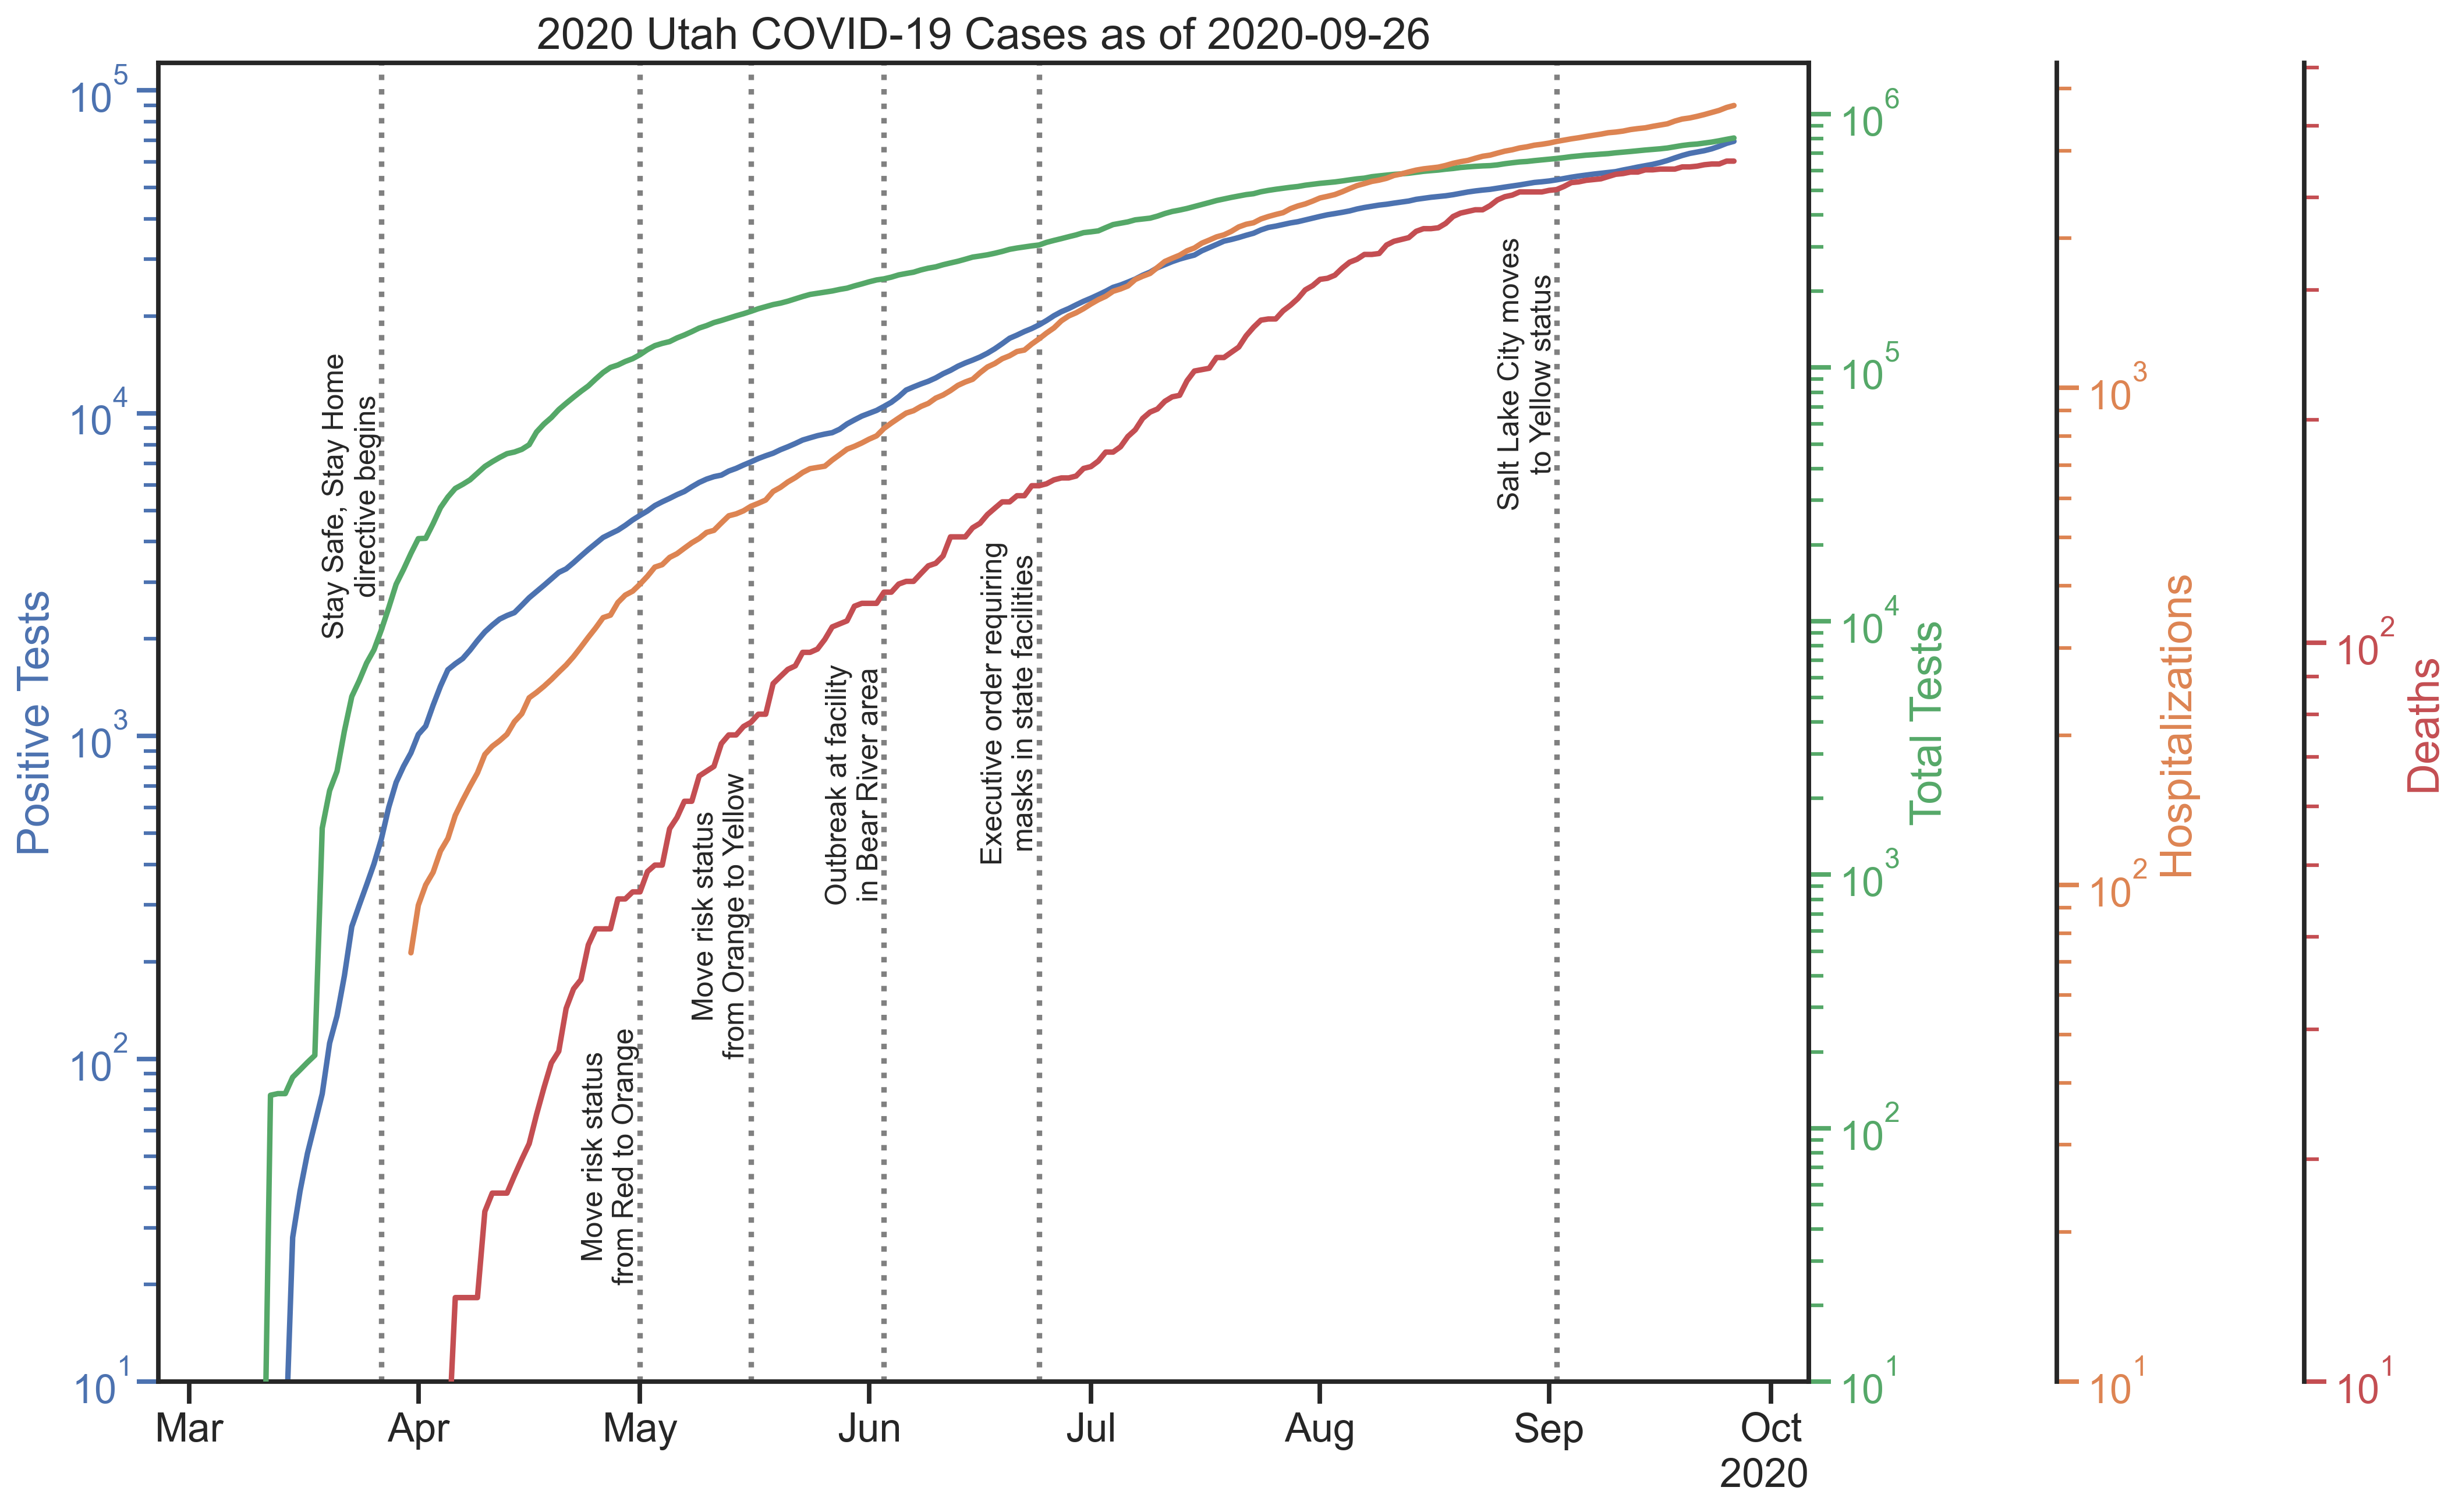 2020 Utah COVID-19 Cases as of 2020-09-26
Positive Tests
10^5
10^4
10^3
10^2
10^1
Stay Safe, Stay Home
directive begins
Move risk status
from Red to Orange
Move risk status
from Orange to Yellow
Outbreak at facility
in Bear River area
Executive order requiring
masks in state facilities
Salt Lake City moves
to Yellow status
Mar Apr May Jun Jul Aug Sep Oct
2020
10^6
10^5
10^4
10^3
10^2
10^1
Total Tests
10^3
10^2
10^1
Hospitalizations
10^2
10^1
Deaths